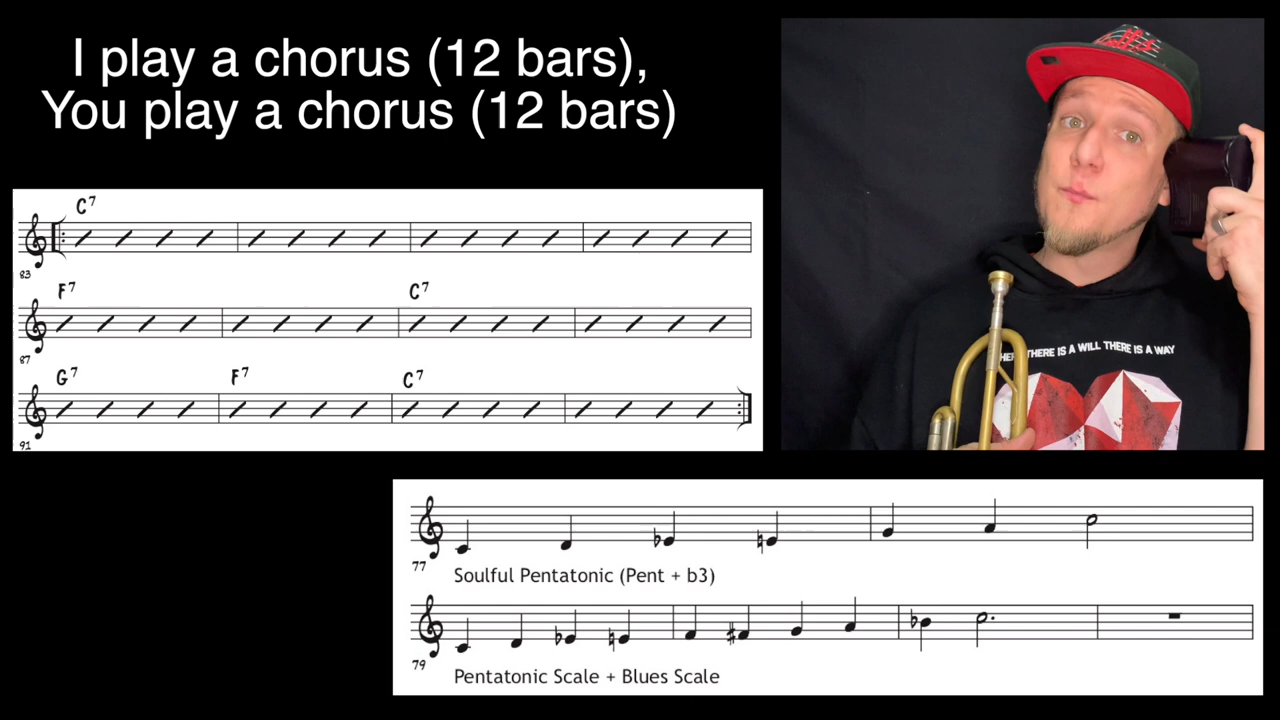 I play a chorus (12 bars),
You play a chorus (12 bars)
C7
83
F7 C7
87
G7 F7 C7
91
THERE IS A WILL THERE IS A WAY
77
Soulful Pentatonic (Pent + b3)
79
Pentatonic Scale + Blues Scale